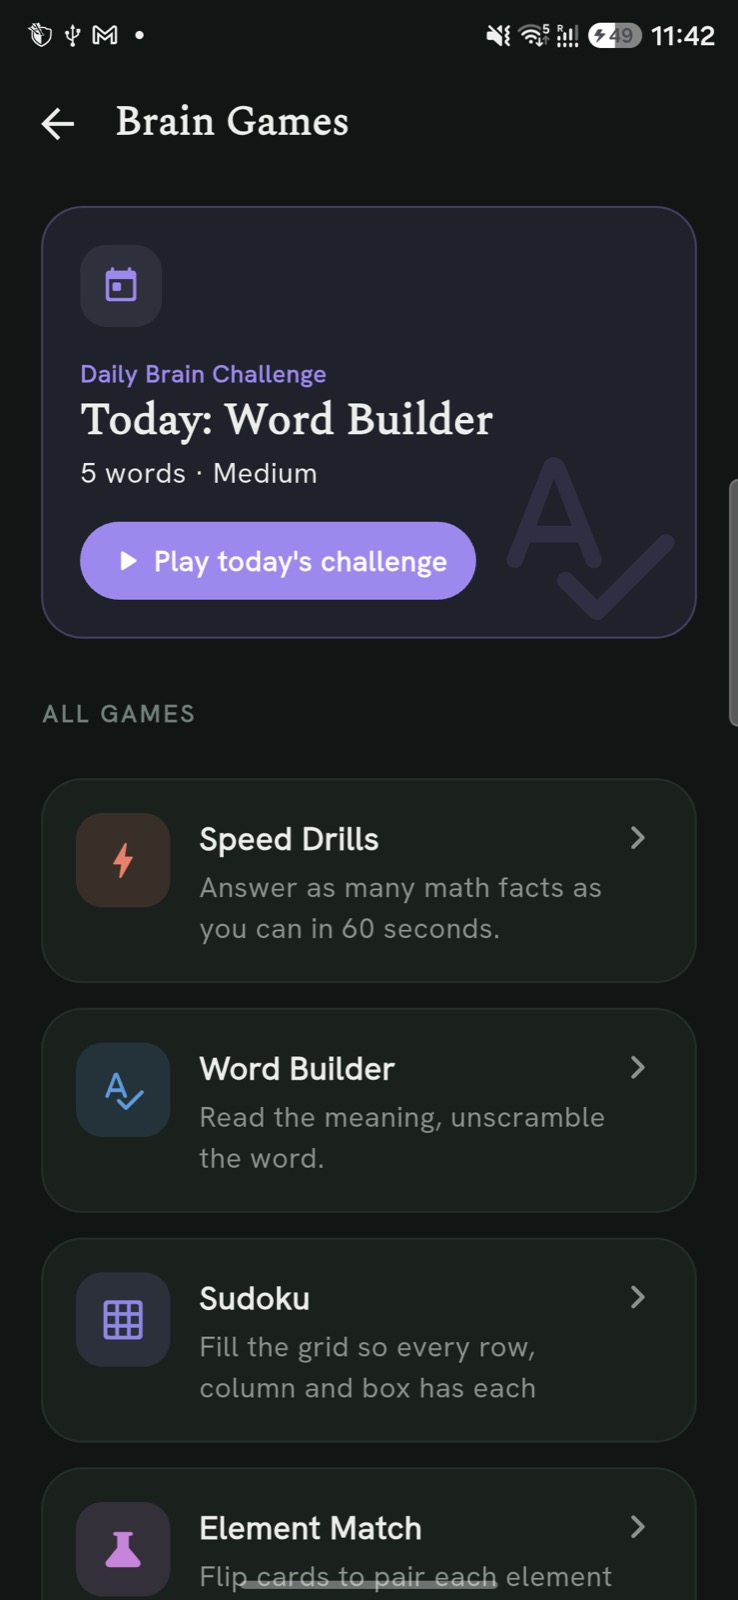 49 11:42
Brain Games
Daily Brain Challenge
Today: Word Builder
5 words · Medium
Play today's challenge
ALL GAMES
Speed Drills
Answer as many math facts as
you can in 60 seconds.
Word Builder
Read the meaning, unscramble
the word.
Sudoku
Fill the grid so every row,
column and box has each
Element Match
Flip cards to pair each element